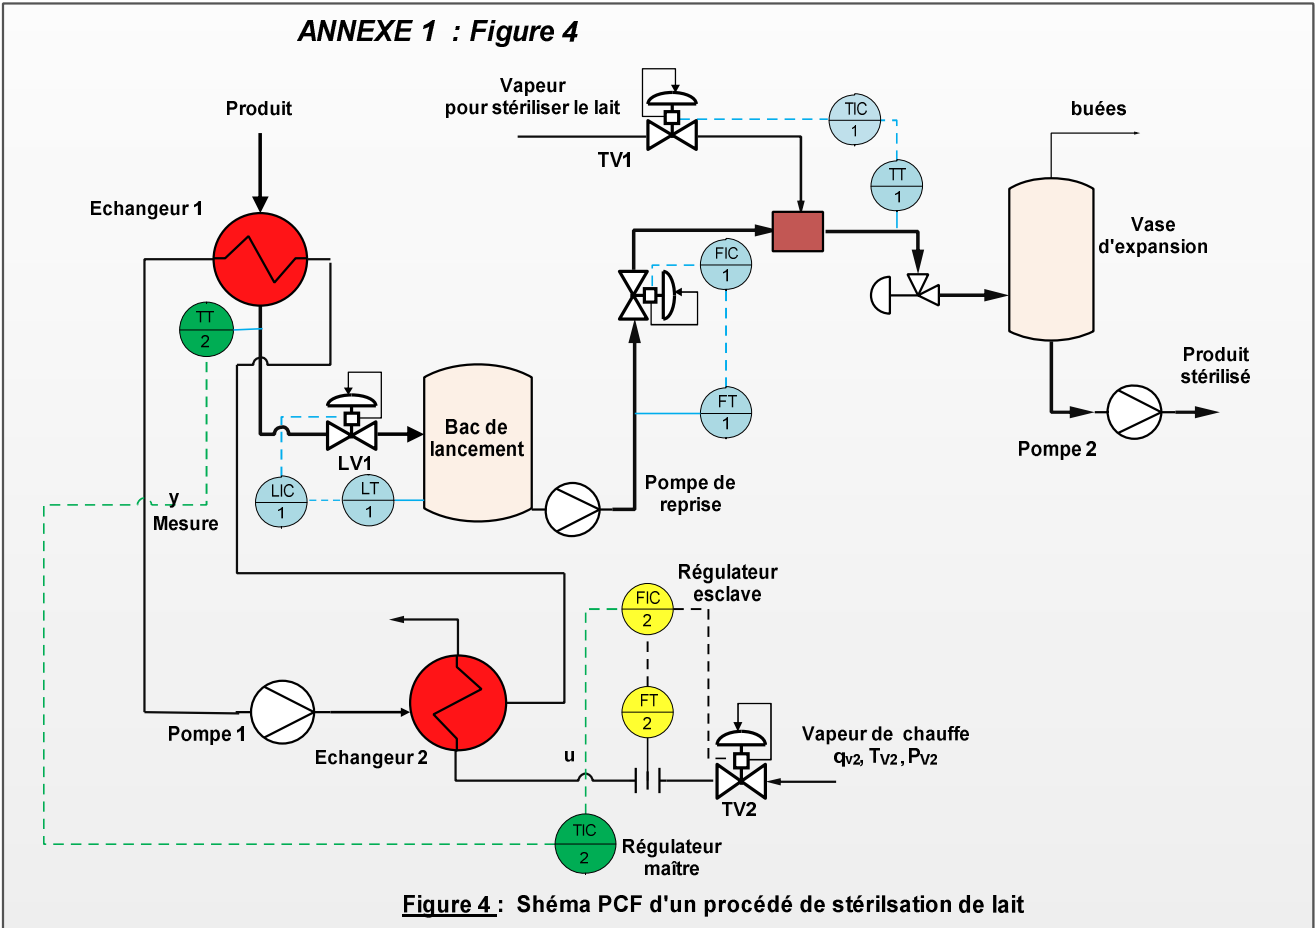 ANNEXE 1 : Figure 4
Vapeur
pour stériliser le lait
TV1
TIC
1
TT
1
buées
Produit
Echangeur 1
Vase
d'expansion
FIC
1
TT
2
FT
1
Produit
stérilisé
Pompe 2
Bac de
lancement
LV1
LIC
1
LT
1
Pompe de
reprise
y
Mesure
Régulateur
esclave
FIC
2
FT
2
Pompe 1
Echangeur 2
u
Vapeur de chauffe
qv2, TV2 , PV2
TV2
TIC
2
Régulateur
maître
Figure 4 : Shéma PCF d'un procédé de stérilsation de lait